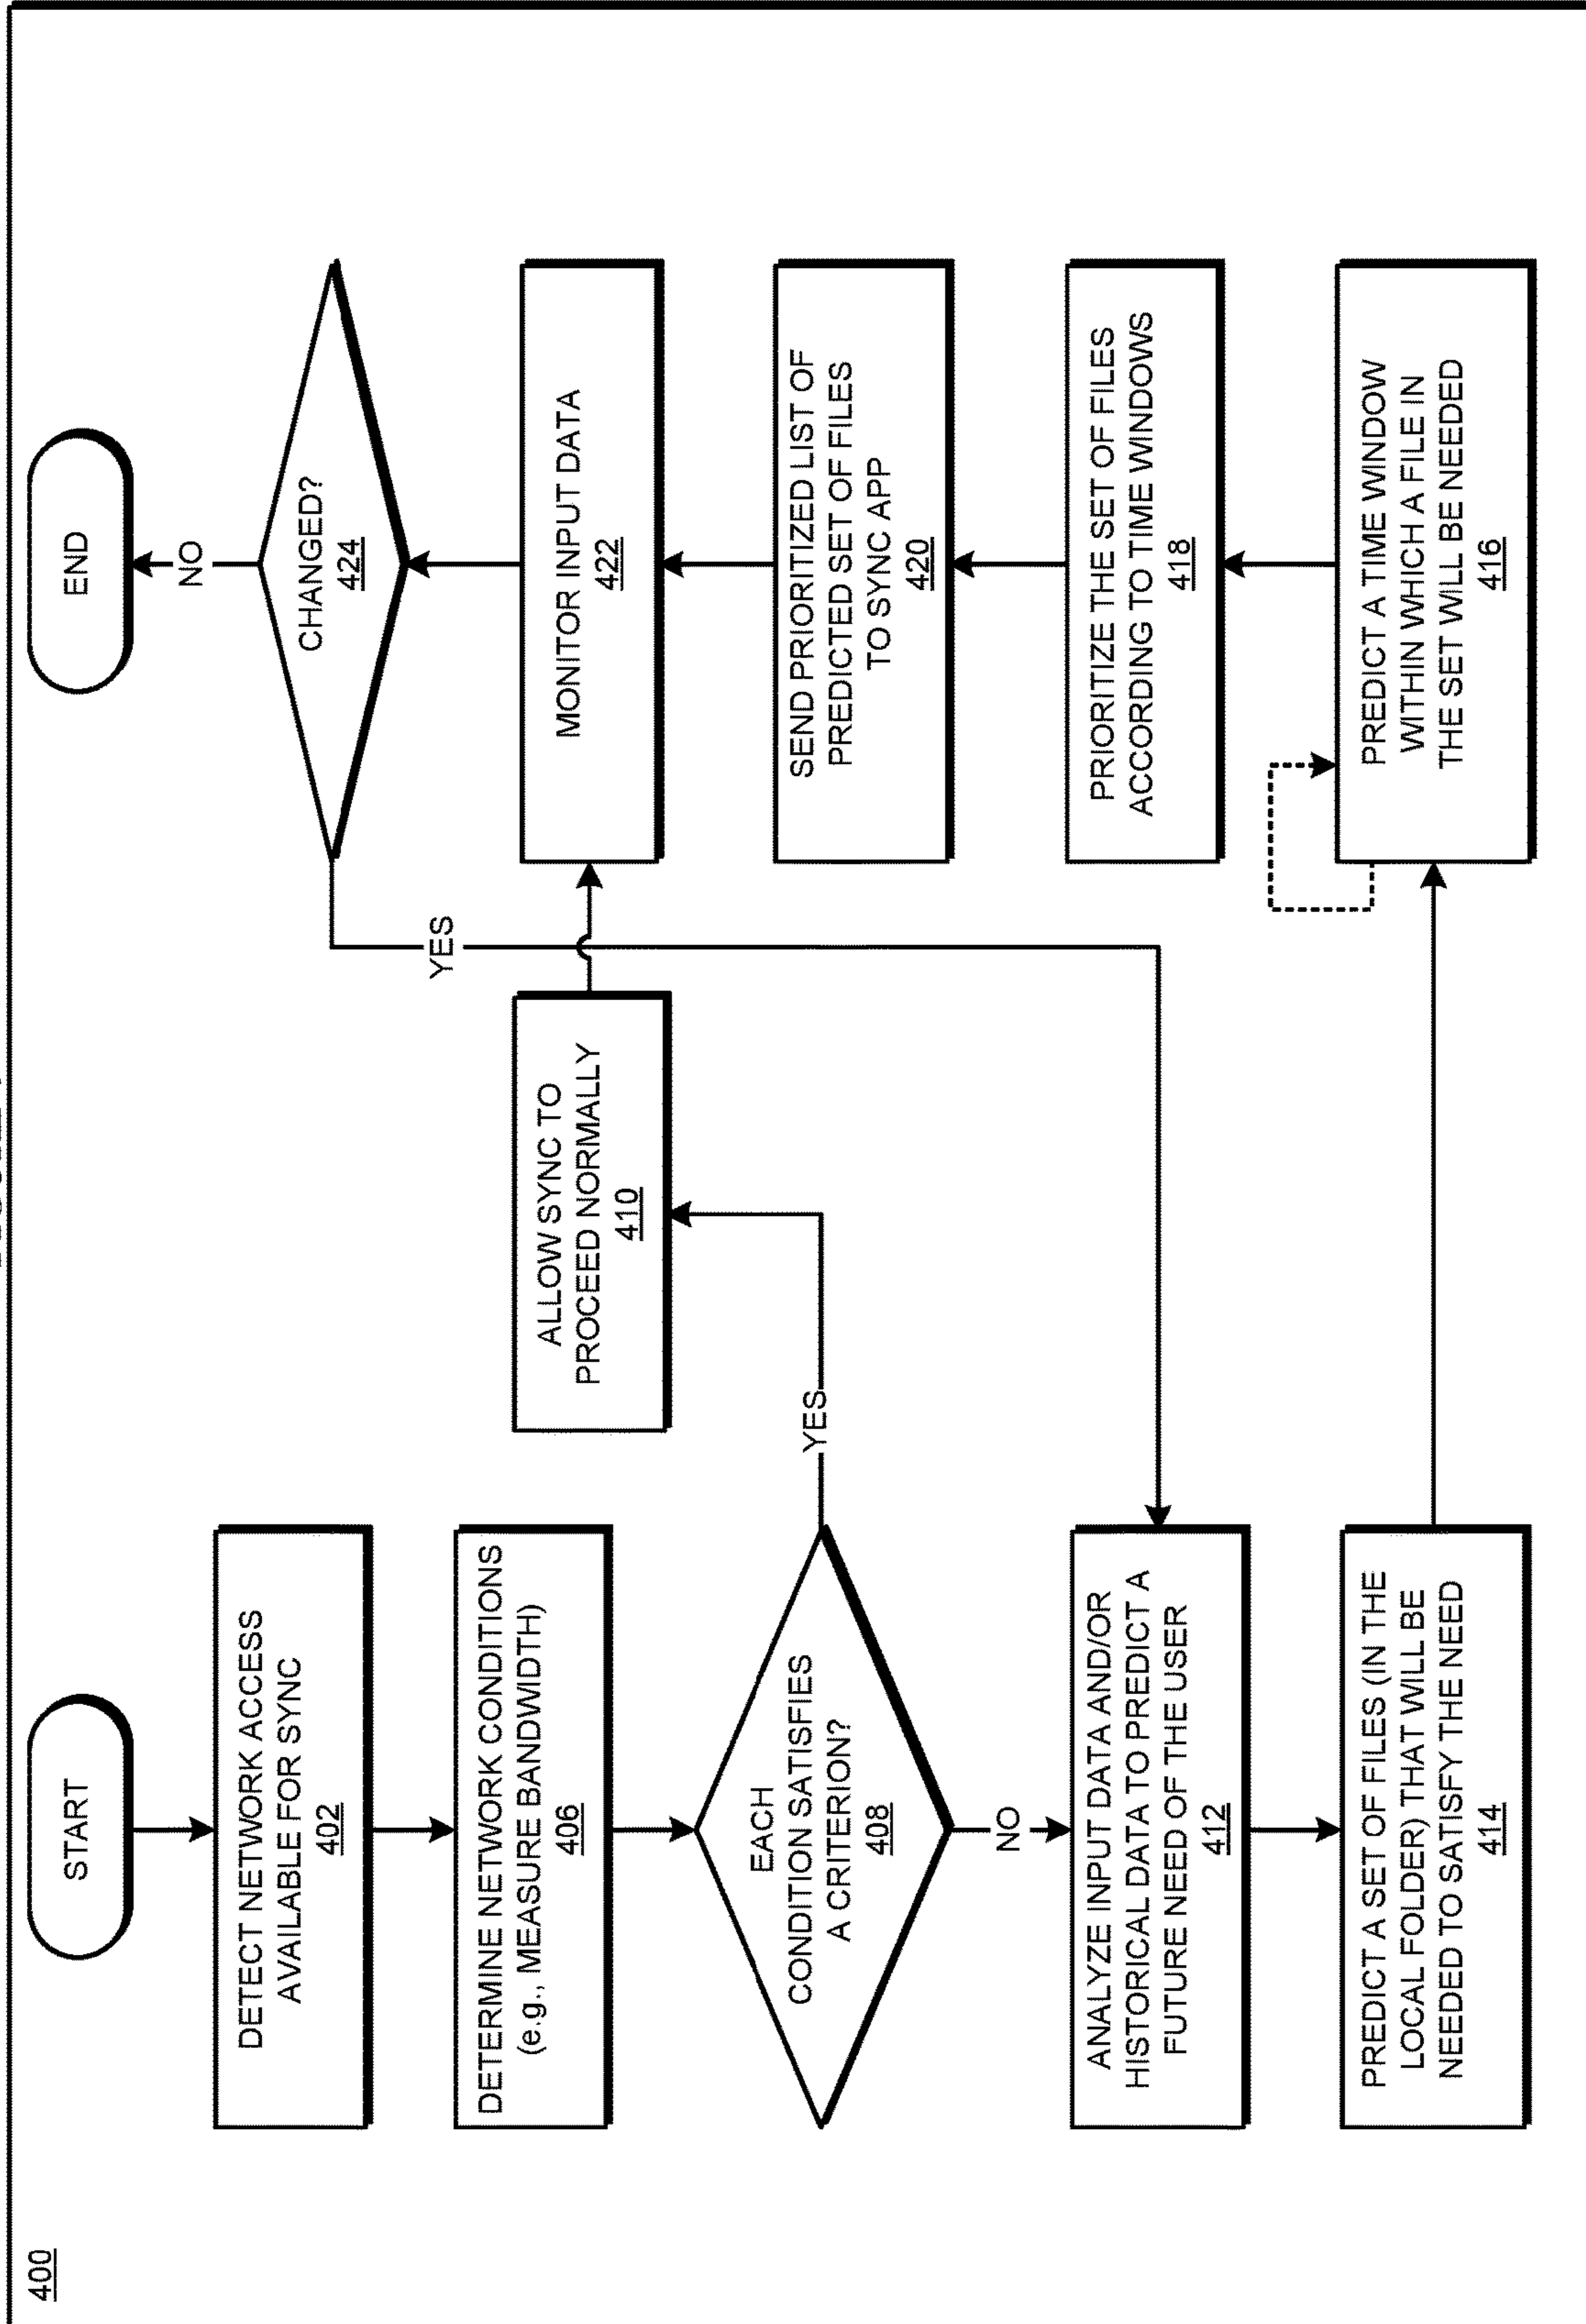 400
START
DETECT NETWORK ACCESS
AVAILABLE FOR SYNC
402
DETERMINE NETWORK CONDITIONS
(e.g., MEASURE BANDWIDTH)
406
EACH
CONDITION SATISFIES
A CRITERION?
408
YES
NO
ALLOW SYNC TO
PROCEED NORMALLY
410
ANALYZE INPUT DATA AND/OR
HISTORICAL DATA TO PREDICT A
FUTURE NEED OF THE USER
412
PREDICT A SET OF FILES (IN THE
LOCAL FOLDER) THAT WILL BE
NEEDED TO SATISFY THE NEED
414
PREDICT A TIME WINDOW
WITHIN WHICH A FILE IN
THE SET WILL BE NEEDED
416
PRIORITIZE THE SET OF FILES
ACCORDING TO TIME WINDOWS
418
SEND PRIORITIZED LIST OF
PREDICTED SET OF FILES
TO SYNC APP
420
MONITOR INPUT DATA
422
CHANGED?
424
YES
NO
END